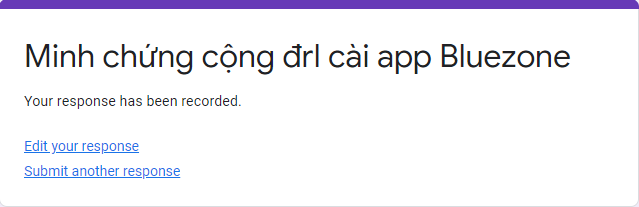 Minh chứng cộng đrl cài app Bluezone
Your response has been recorded.
Edit your response
Submit another response